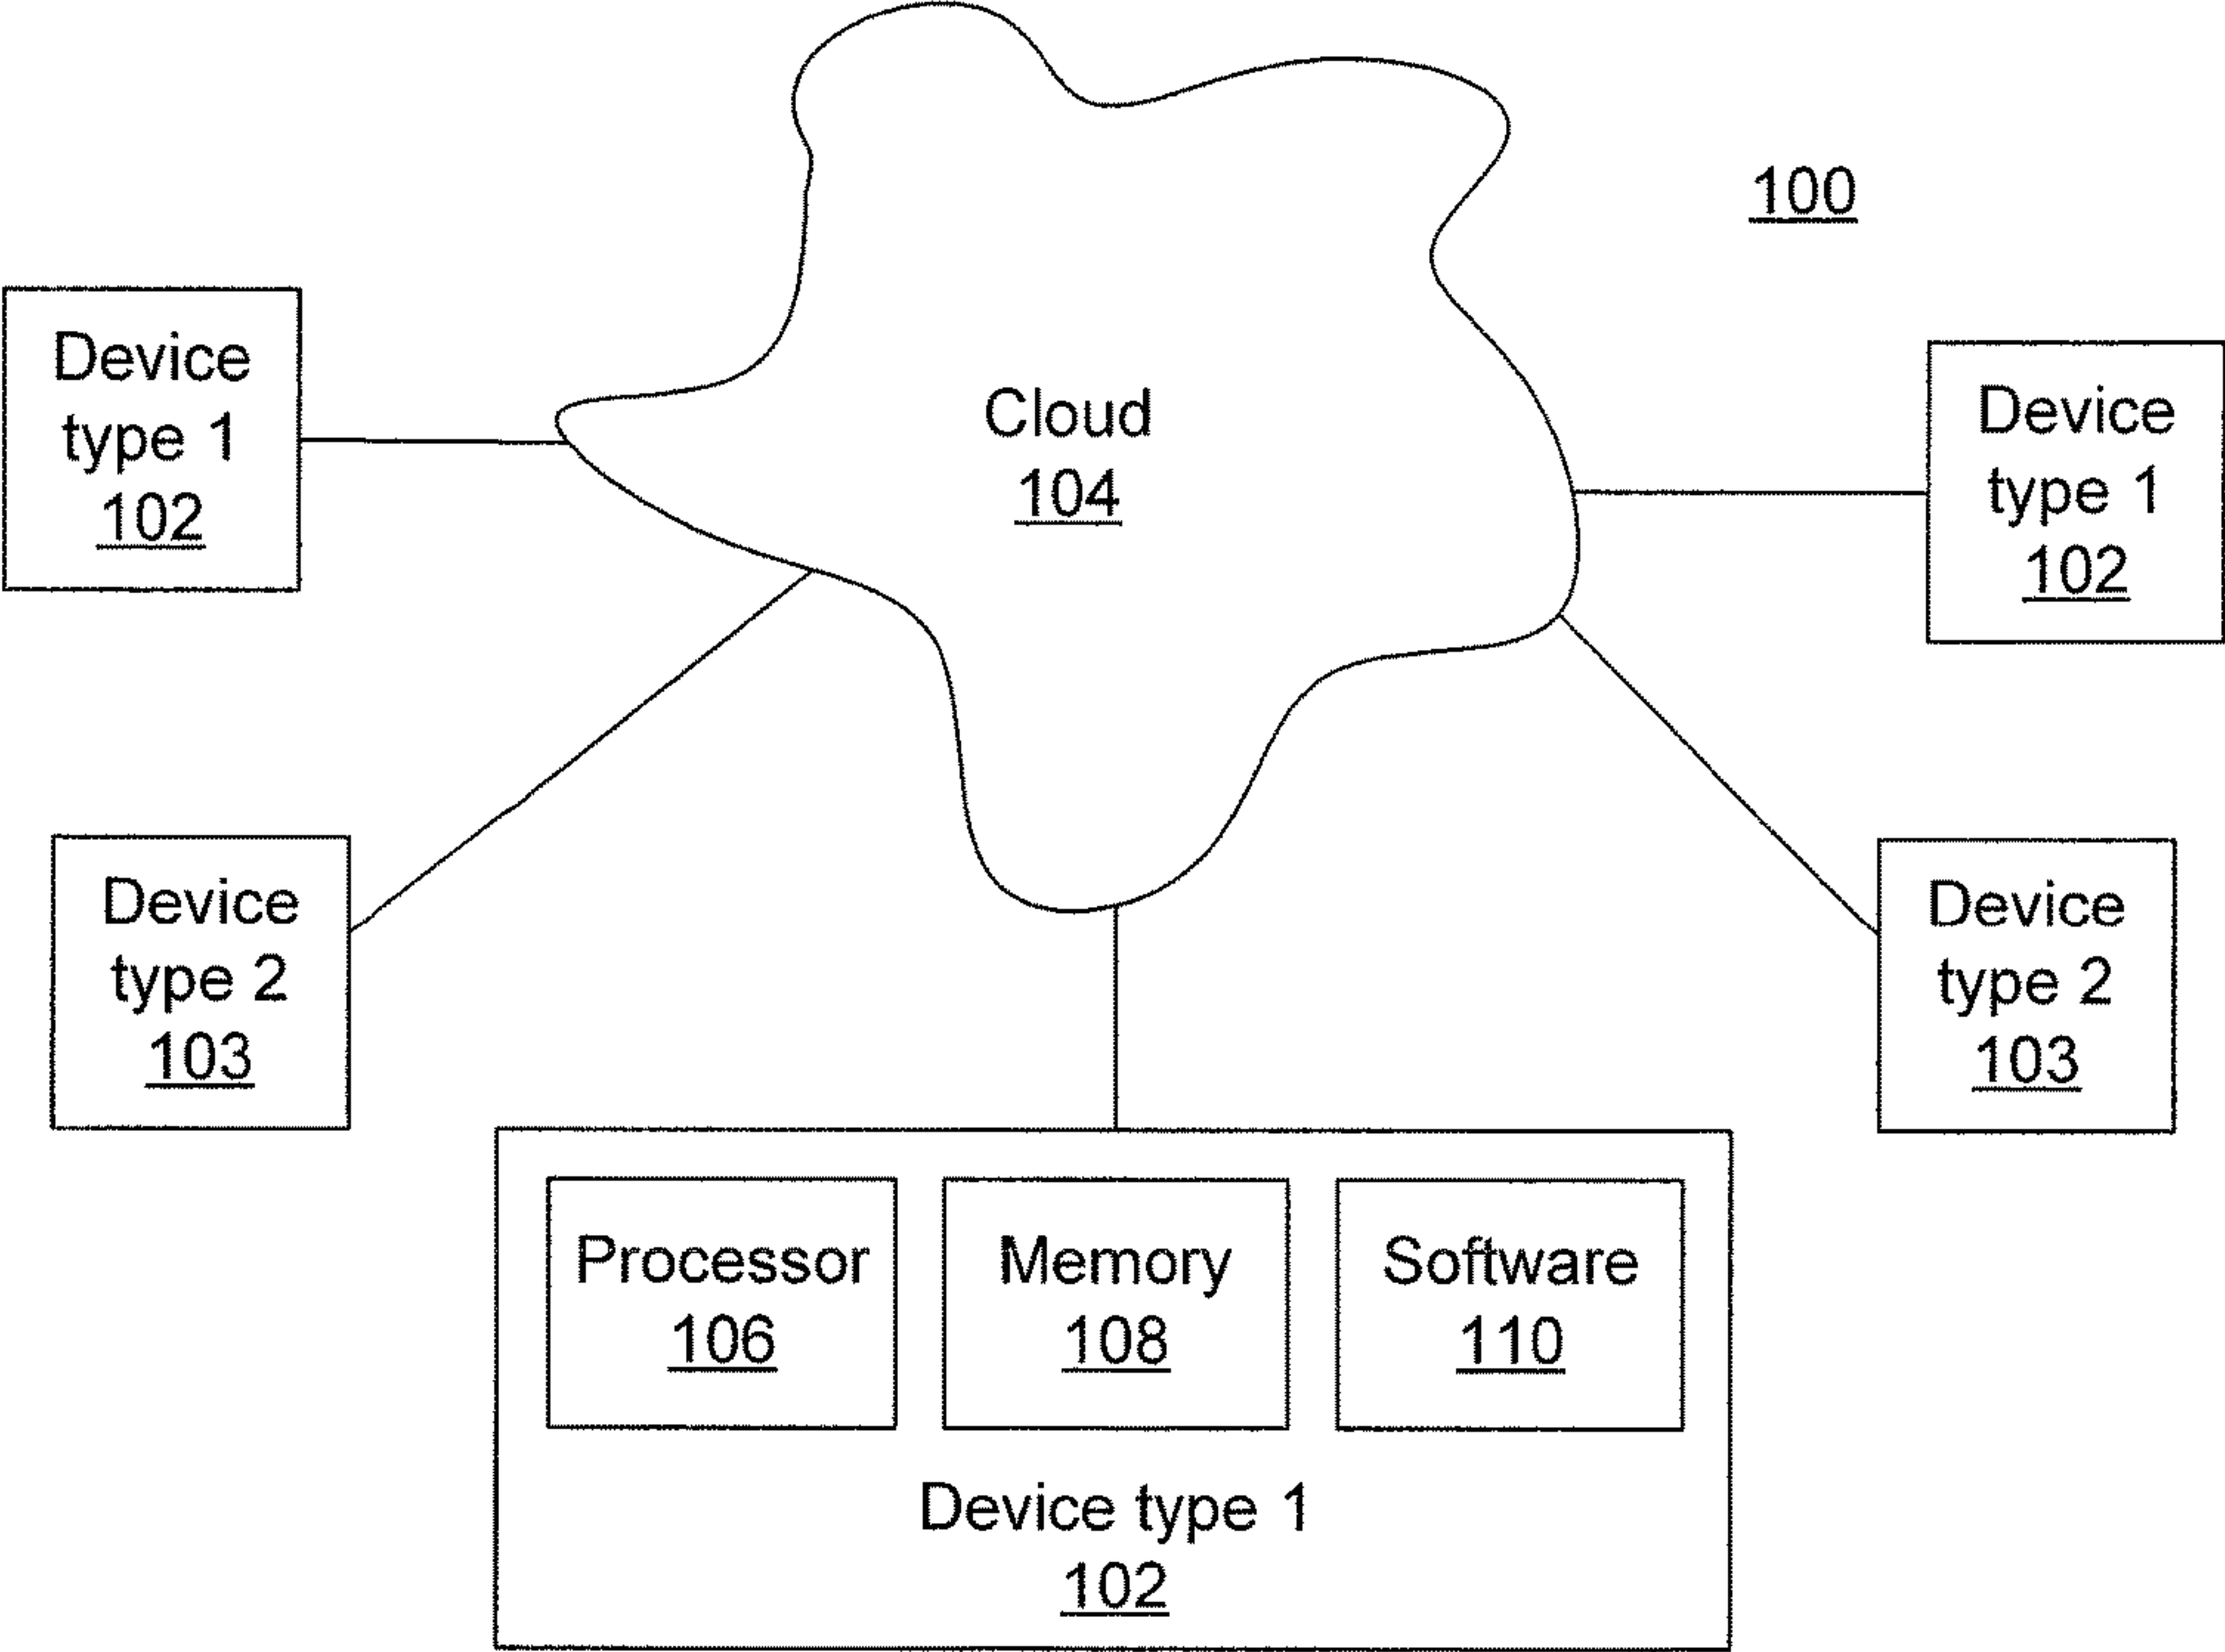 100
Device
type 1
102
Cloud
104
Device
type 1
102
Device
type 2
103
Device
type 2
103
Processor
106
Memory
108
Software
110
Device type 1
102